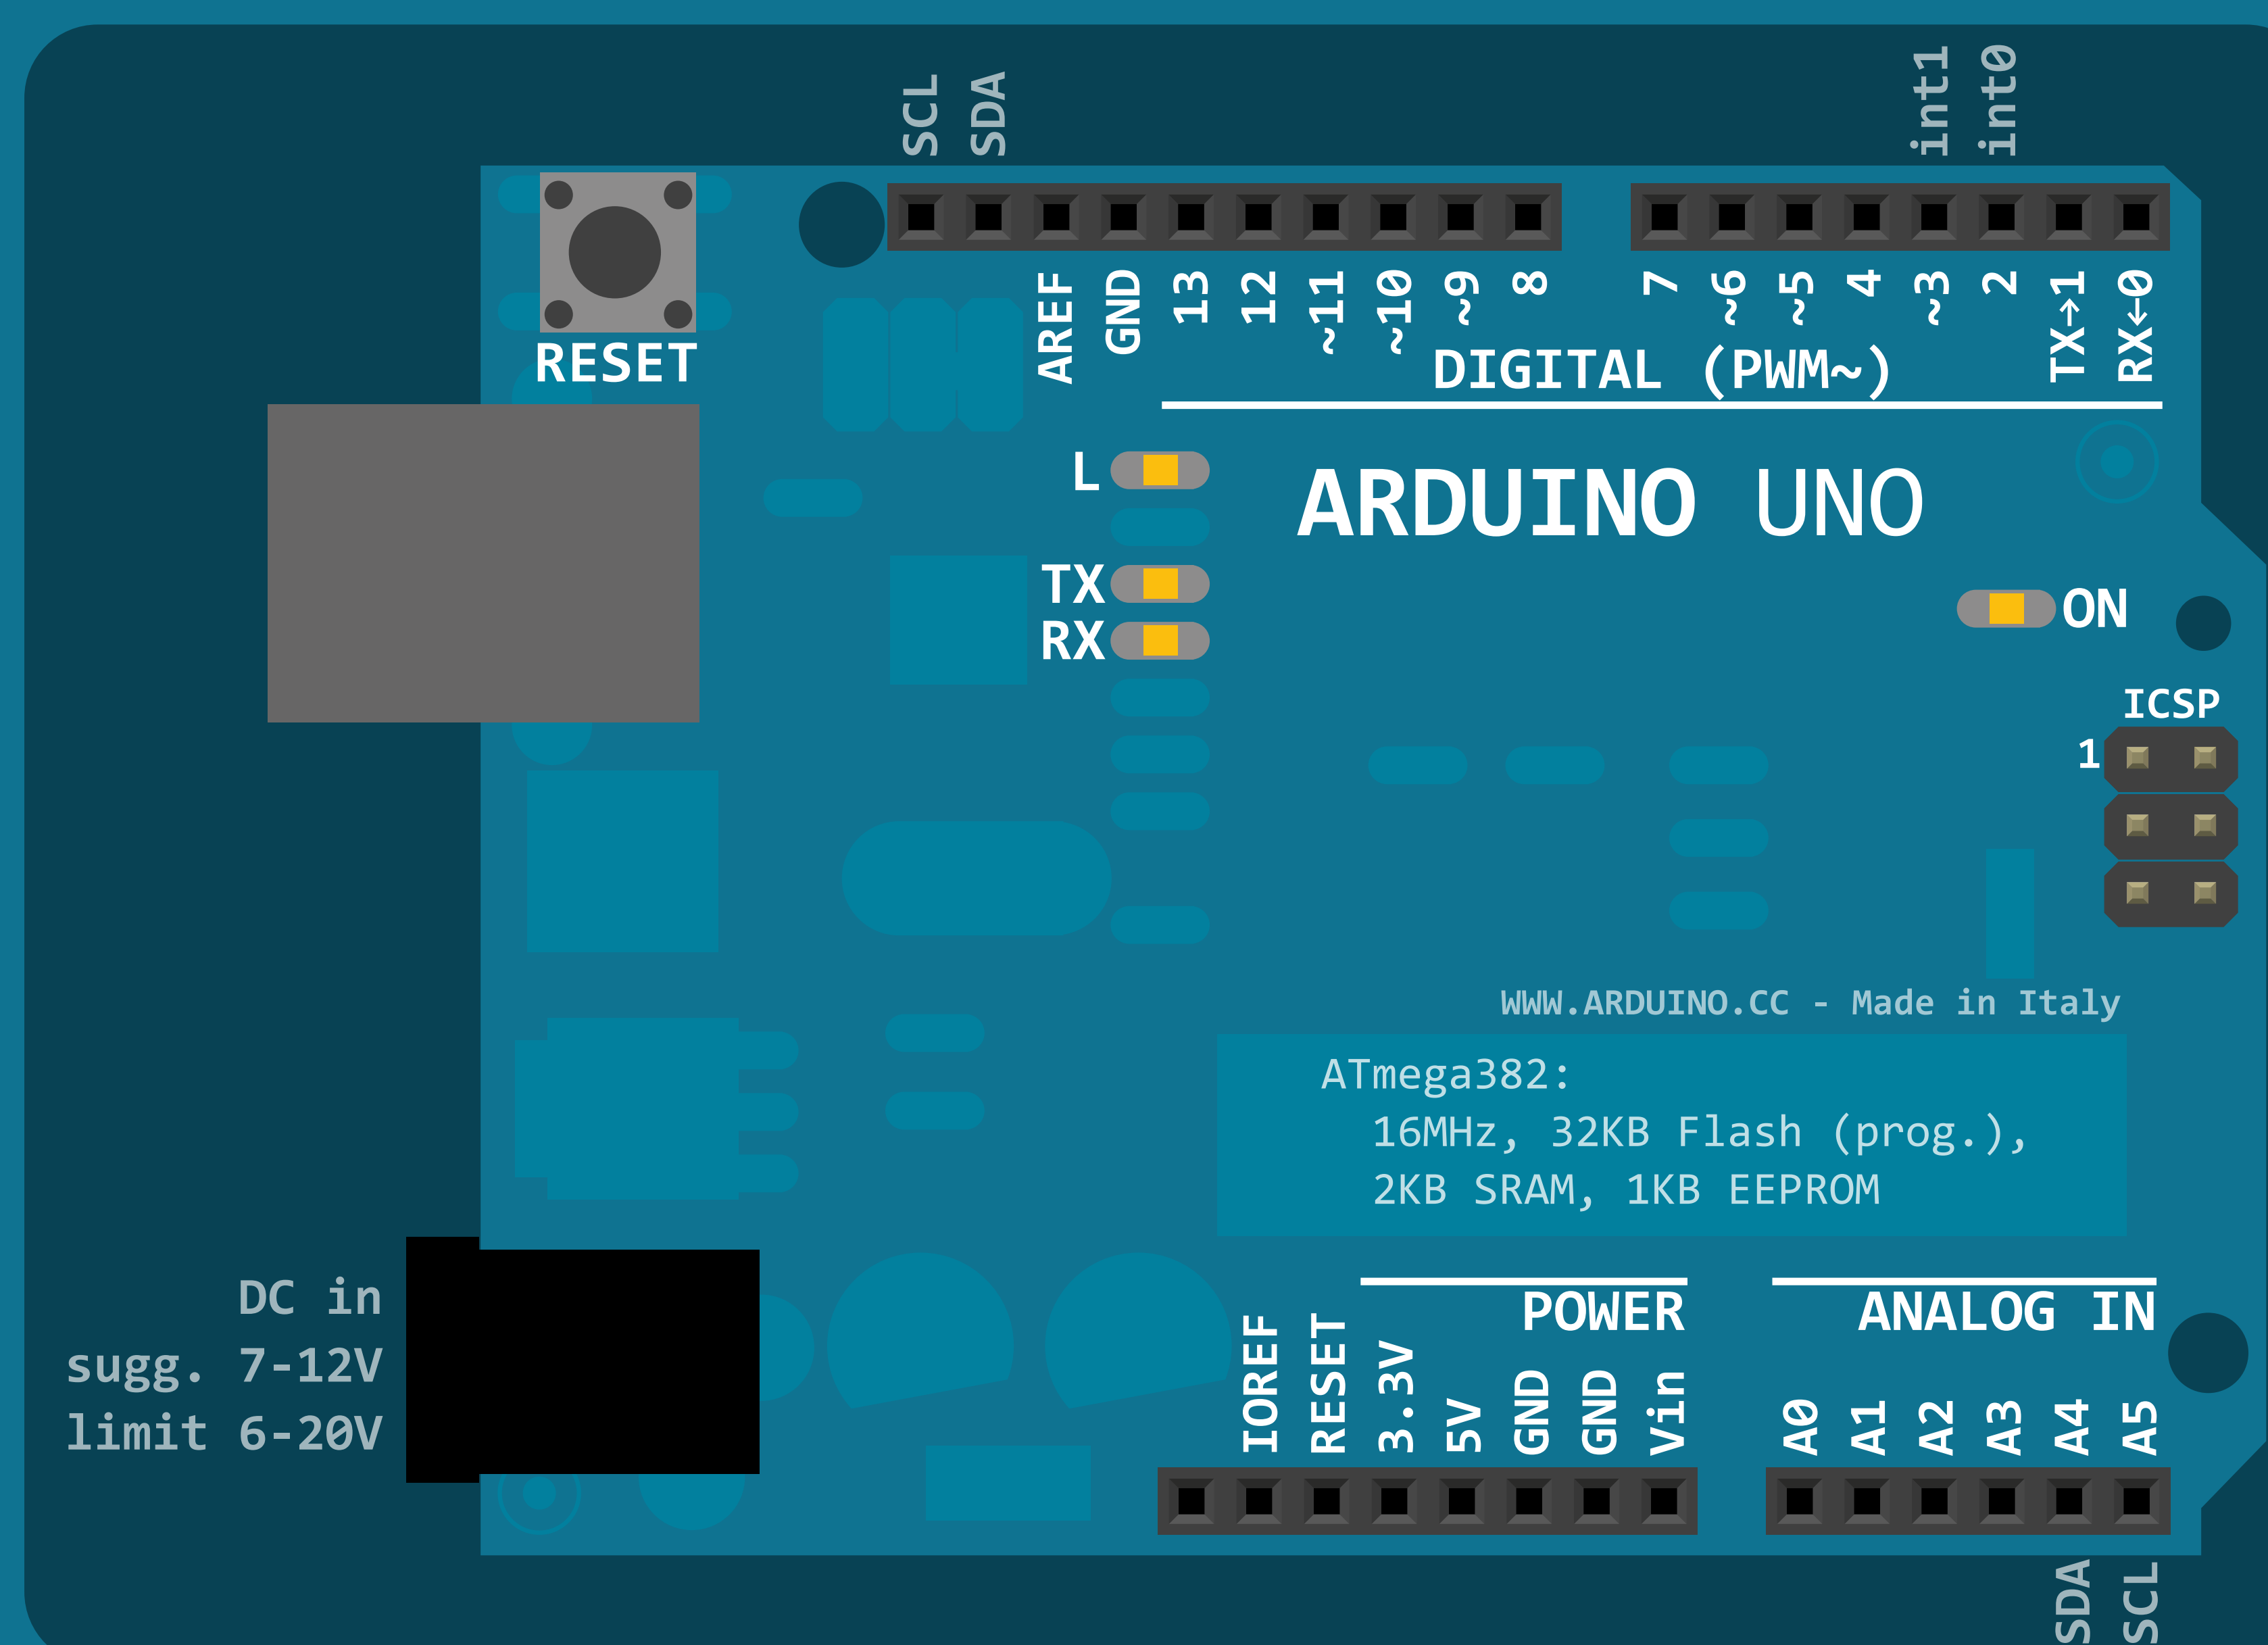 SCL
SDA
int1
int0
AREF
GND
13
12
~11
~10
~9
8
7
~6
~5
4
~3
2
TX→1
RX←0
RESET
DIGITAL (PWM~)
L
ARDUINO UNO
TX
RX
ON
ICSP
1
WWW.ARDUINO.CC - Made in Italy
ATmega382:
16MHz, 32KB Flash (prog.),
2KB SRAM, 1KB EEPROM
DC in
sugg. 7-12V
limit 6-20V
POWER
ANALOG IN
IOREF
RESET
3.3V
5V
GND
GND
Vin
A0
A1
A2
A3
A4
A5
SDA
SCL